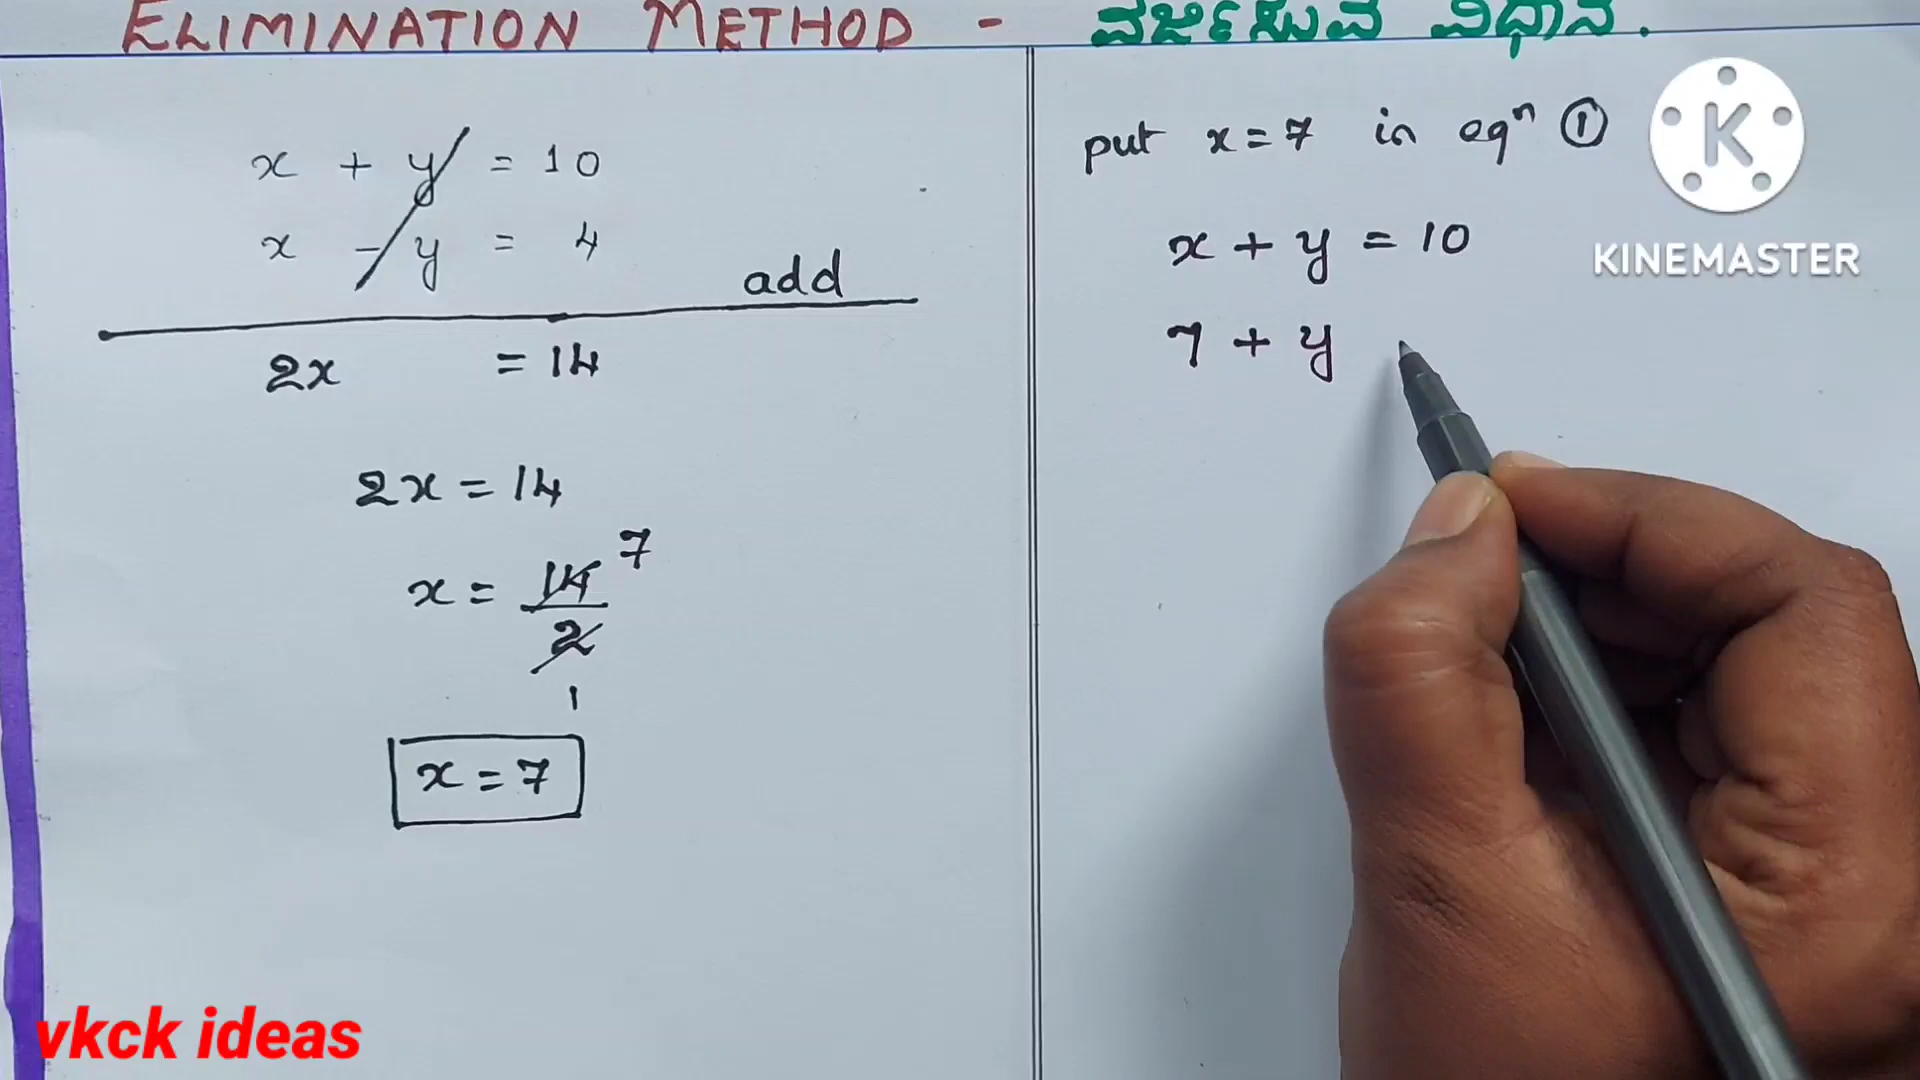 ELIMINATION METHOD - ವರ್ಜಿಸುವ ವಿಧಾನ.
x + y = 10
x - y = 4
add
2x = 14
2x = 14
x = 14/2
7
1
x = 7
put x = 7 in eqⁿ ①
x + y = 10
7 + y
KINEMASTER
vkck ideas